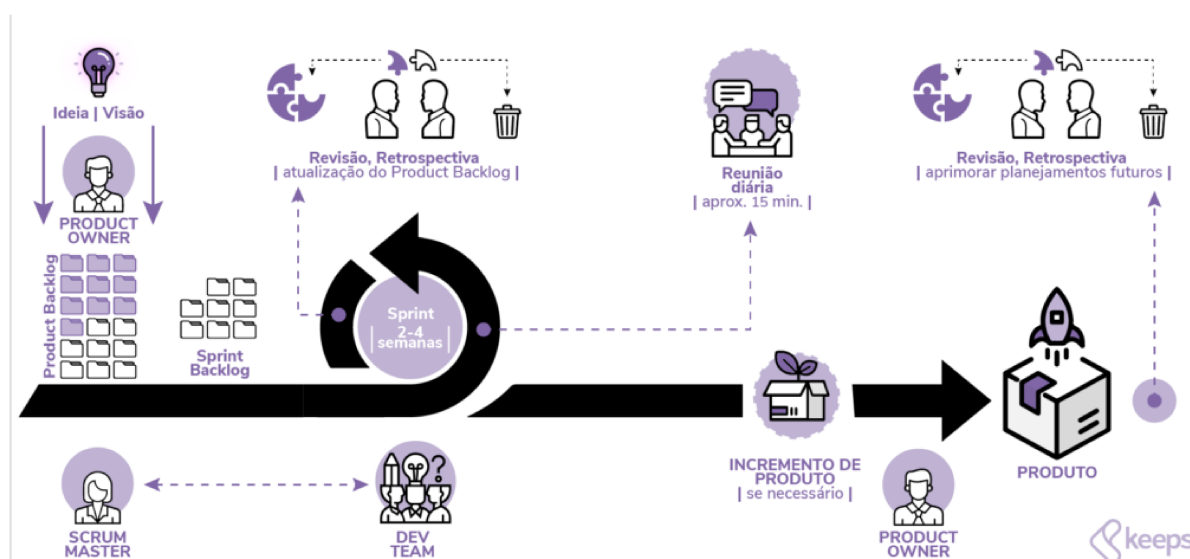 Ideia | Visão
PRODUCT
OWNER
Product Backlog
Sprint
Backlog
Revisão, Retrospectiva
| atualização do Product Backlog |
Sprint
2-4
| semanas |
Reunião
diária
| aprox. 15 min. |
Revisão, Retrospectiva
| aprimorar planejamentos futuros |
SCRUM
MASTER
DEV
TEAM
INCREMENTO DE
PRODUTO
| se necessário |
PRODUCT
OWNER
PRODUTO
keeps